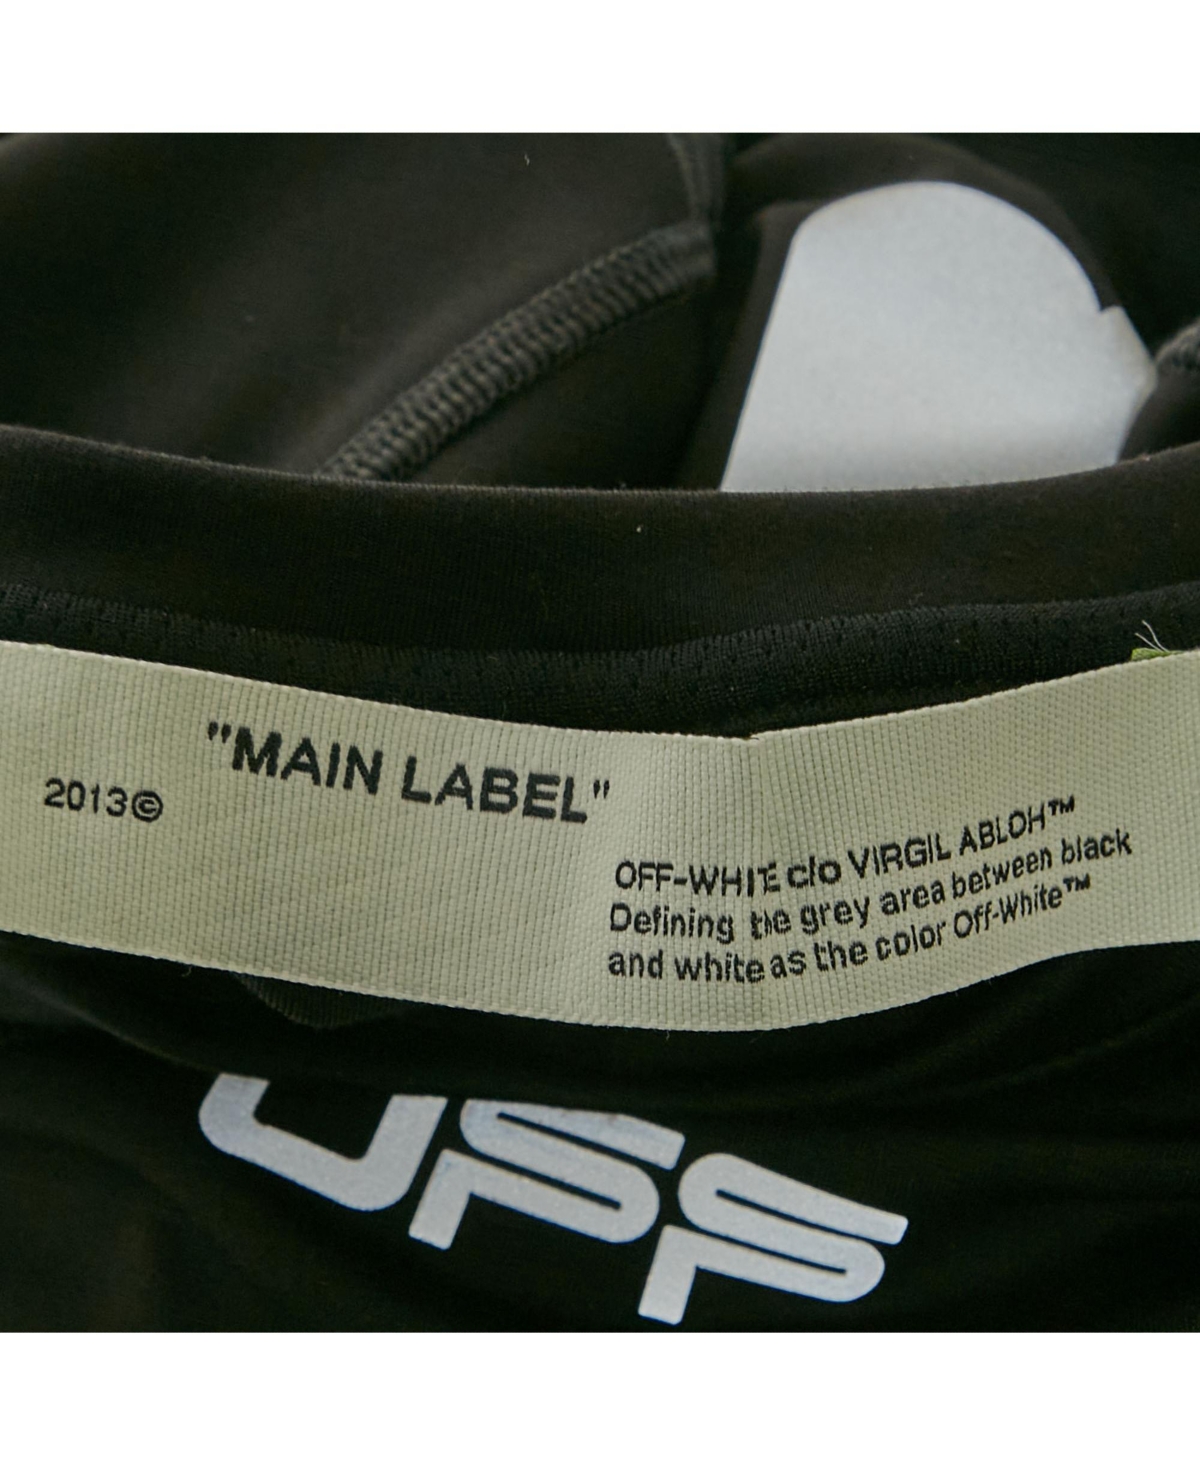 "MAIN LABEL"
2013©
OFF-WHITE c/o VIRGIL ABLOH™
Defining the grey area between black
and white as the color Off-White™